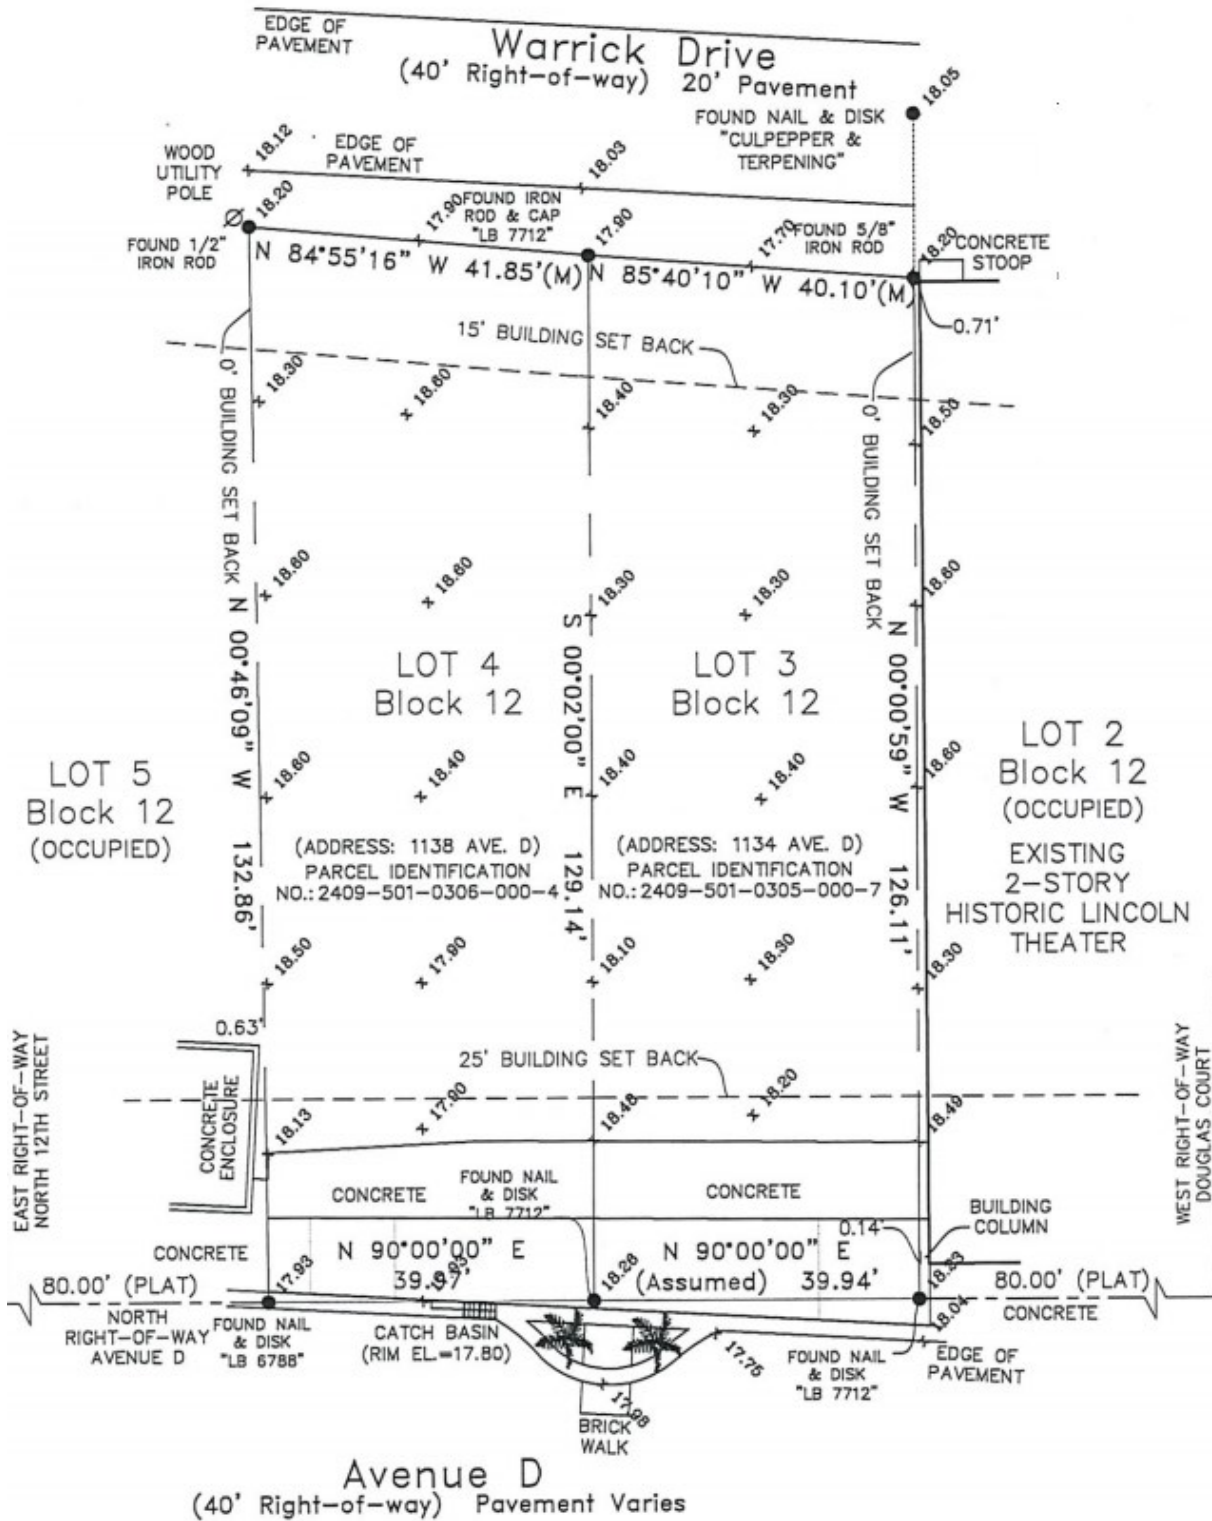 EDGE OF
PAVEMENT
Warrick Drive
(40' Right-of-way) 20' Pavement
18.05
FOUND NAIL & DISK
"CULPEPPER &
TERPENING"
WOOD
UTILITY
POLE
18.12
EDGE OF
PAVEMENT
18.03
18.20
17.90
FOUND IRON
ROD & CAP
"LB 7712"
17.90
17.70
FOUND 5/8"
IRON ROD
18.20
CONCRETE
STOOP
FOUND 1/2"
IRON ROD
N 84°55'16" W 41.85'(M)
N 85°40'10" W 40.10'(M)
0.71'
15' BUILDING SET BACK
0' BUILDING SET BACK
0' BUILDING SET BACK
18.30
18.60
18.40
18.30
18.50
18.60
18.60
18.30
18.30
18.60
N 00°46'09" W 132.86'
S 00°02'00" E 129.14'
N 00°00'59" W 126.11'
LOT 4
Block 12
LOT 3
Block 12
LOT 5
Block 12
(OCCUPIED)
LOT 2
Block 12
(OCCUPIED)
EXISTING
2-STORY
HISTORIC LINCOLN
THEATER
18.60
18.40
18.40
18.40
18.60
(ADDRESS: 1138 AVE. D)
PARCEL IDENTIFICATION
NO.: 2409-501-0306-000-4
(ADDRESS: 1134 AVE. D)
PARCEL IDENTIFICATION
NO.: 2409-501-0305-000-7
18.50
17.90
18.10
18.30
18.30
0.63'
25' BUILDING SET BACK
EAST RIGHT-OF-WAY
NORTH 12TH STREET
WEST RIGHT-OF-WAY
DOUGLAS COURT
CONCRETE
ENCLOSURE
18.13
17.90
18.48
18.20
18.49
CONCRETE
FOUND NAIL
& DISK
"LB 7712"
CONCRETE
BUILDING
COLUMN
0.14'
CONCRETE
N 90°00'00" E
N 90°00'00" E
(Assumed) 39.94'
80.00' (PLAT)
17.93
17.93
18.26
18.23
18.04
80.00' (PLAT)
CONCRETE
NORTH
RIGHT-OF-WAY
AVENUE D
FOUND NAIL
& DISK
"LB 6788"
CATCH BASIN
(RIM EL.=17.80)
17.75
FOUND NAIL
& DISK
"LB 7712"
EDGE OF
PAVEMENT
17.98
BRICK
WALK
Avenue D
(40' Right-of-way) Pavement Varies